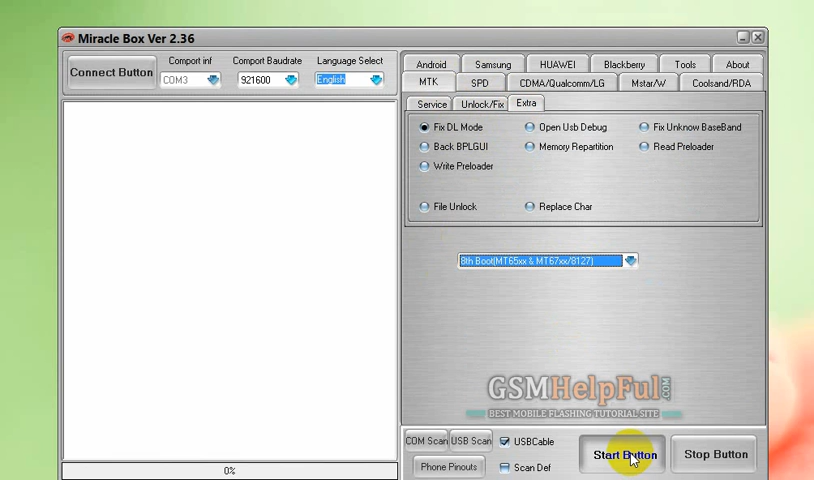 Miracle Box Ver 2.36
Connect Button
Comport inf
Comport Baudrate
Language Select
COM3
921600
English
Android
Samsung
HUAWEI
Blackberry
Tools
About
MTK
SPD
CDMA/Qualcomm/LG
Mstar/W
Coolsand/RDA
Service
Unlock/Fix
Extra
Fix DL Mode
Open Usb Debug
Fix Unknow BaseBand
Back BPLGUI
Memory Repartition
Read Preloader
Write Preloader
File Unlock
Replace Char
8th Boot(MT65xx & MT67xx/8127)
GSMHelpFul.COM
BEST MOBILE FLASHING TUTORIAL SITE
COM Scan
USB Scan
USBCable
Start Button
Stop Button
Phone Pinouts
Scan Def
0%